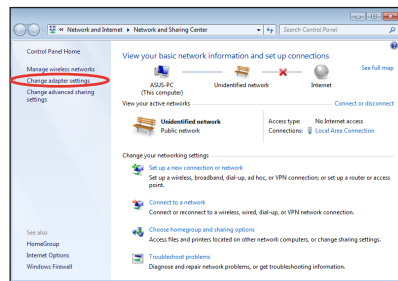 « Network and Internet ▸ Network and Sharing Center
Search Control Panel
Control Panel Home
Manage wireless networks
Change adapter settings
Change advanced sharing
settings
See also
HomeGroup
Internet Options
Windows Firewall
View your basic network information and set up connections
See full map
ASUS-PC
(This computer)
Unidentified network
Internet
View your active networks
Connect or disconnect
Unidentified network
Public network
Access type: No Internet access
Connections: Local Area Connection
Change your networking settings
Set up a new connection or network
Set up a wireless, broadband, dial-up, ad hoc, or VPN connection; or set up a router or access
point.
Connect to a network
Connect or reconnect to a wireless, wired, dial-up, or VPN network connection.
Choose homegroup and sharing options
Access files and printers located on other network computers, or change sharing settings.
Troubleshoot problems
Diagnose and repair network problems, or get troubleshooting information.